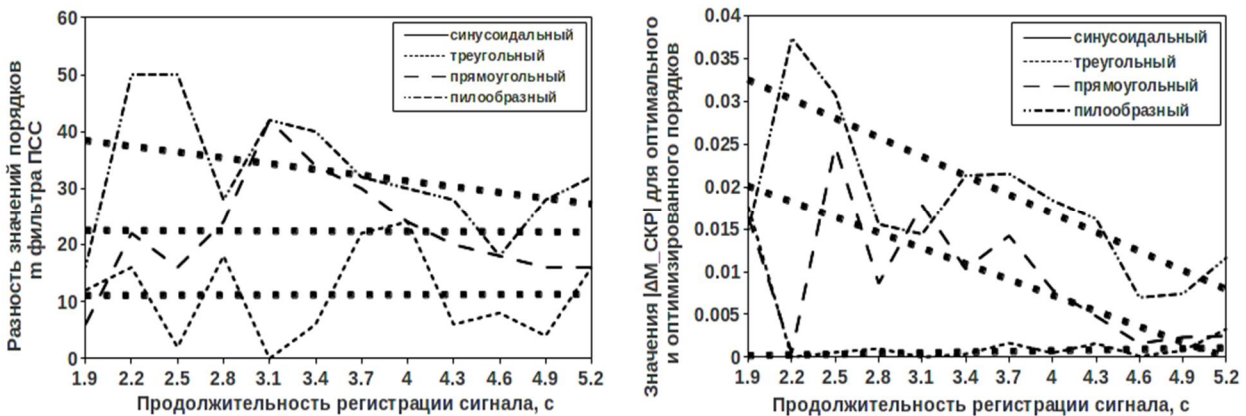 Разность значений порядков
m фильтра ПСС
60
50
40
30
20
10
0
синусоидальный
треугольный
прямоугольный
пилообразный
1.9 2.2 2.5 2.8 3.1 3.4 3.7 4 4.3 4.6 4.9 5.2
Продолжительность регистрации сигнала, с
Значения |ΔM_СКР| для оптимального
и оптимизированного порядков
0.04
0.035
0.03
0.025
0.02
0.015
0.01
0.005
0
синусоидальный
треугольный
прямоугольный
пилообразный
1.9 2.2 2.5 2.8 3.1 3.4 3.7 4 4.3 4.6 4.9 5.2
Продолжительность регистрации сигнала, с